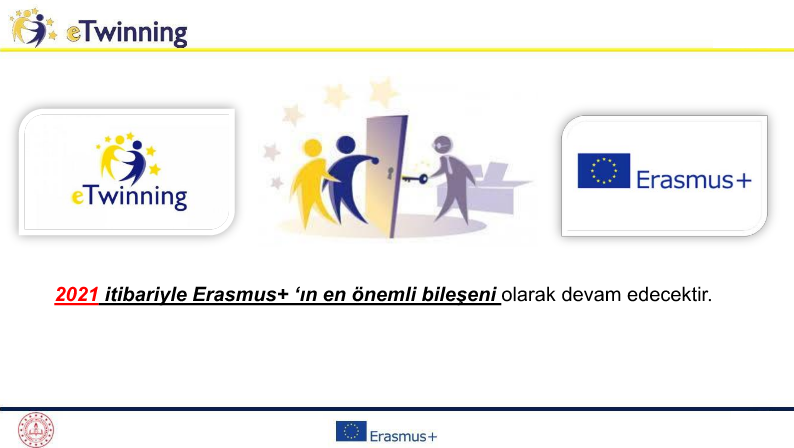 eTwinning
eTwinning
Erasmus+
2021 itibariyle Erasmus+ ‘ın en önemli bileşeni olarak devam edecektir.
Erasmus+